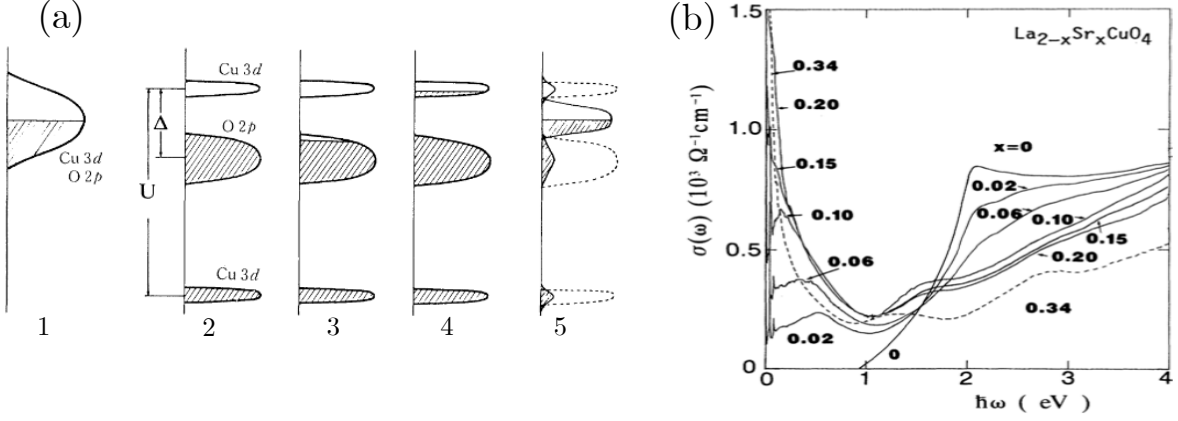 (a)
Cu 3d
O 2p
Δ
U
Cu 3d
Cu 3d
O 2p
1
2
3
4
5
(b)
La2-xSrxCuO4
σ(ω) (10³ Ω⁻¹cm⁻¹)
1.5
1.0
0.5
0
0.34
0.20
0.15
0.10
0.06
0.02
x=0
0.02
0.06
0.10
0.15
0.20
0.34
0
0
1
2
3
4
ħω ( eV )